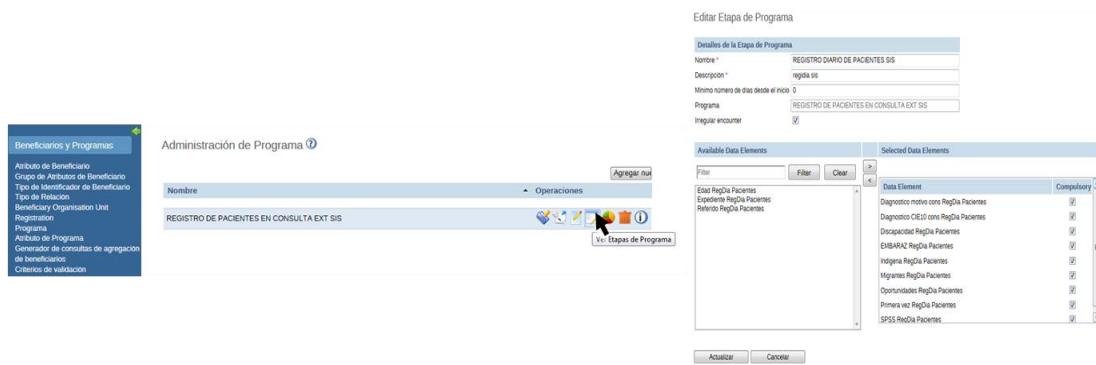 Beneficiarios y Programas
Atributo de Beneficiario
Grupo de Atributos de Beneficiario
Tipo de Identificador de Beneficiario
Tipo de Relación
Beneficiary Organisation Unit
Registration
Programa
Atributo de Programa
Generador de consultas de agregación
de beneficiarios
Criterios de validación
Administración de Programa
Agregar nue
Nombre Operaciones
REGISTRO DE PACIENTES EN CONSULTA EXT SIS
Ver Etapas de Programa
Editar Etapa de Programa
Detalles de la Etapa de Programa
Nombre * REGISTRO DIARIO DE PACIENTES SIS
Descripción * regidia sis
Mínimo número de días desde el inicio 0
Programa REGISTRO DE PACIENTES EN CONSULTA EXT SIS
Irregular encounter
Available Data Elements
Filter Filter Clear
Edad RegDia Pacientes
Expediente RegDia Pacientes
Referido RegDia Pacientes
>
<
Selected Data Elements
Data Element Compulsory
Diagnostico motivo cons RegDia Pacientes
Diagnostico CIE10 cons RegDia Pacientes
Discapacidad RegDia Pacientes
EMBARAZ RegDia Pacientes
Indigena RegDia Pacientes
Migrantes RegDia Pacientes
Oportunidades RegDia Pacientes
Primera vez RegDia Pacientes
SPSS RegDia Pacientes
Actualizar Cancelar